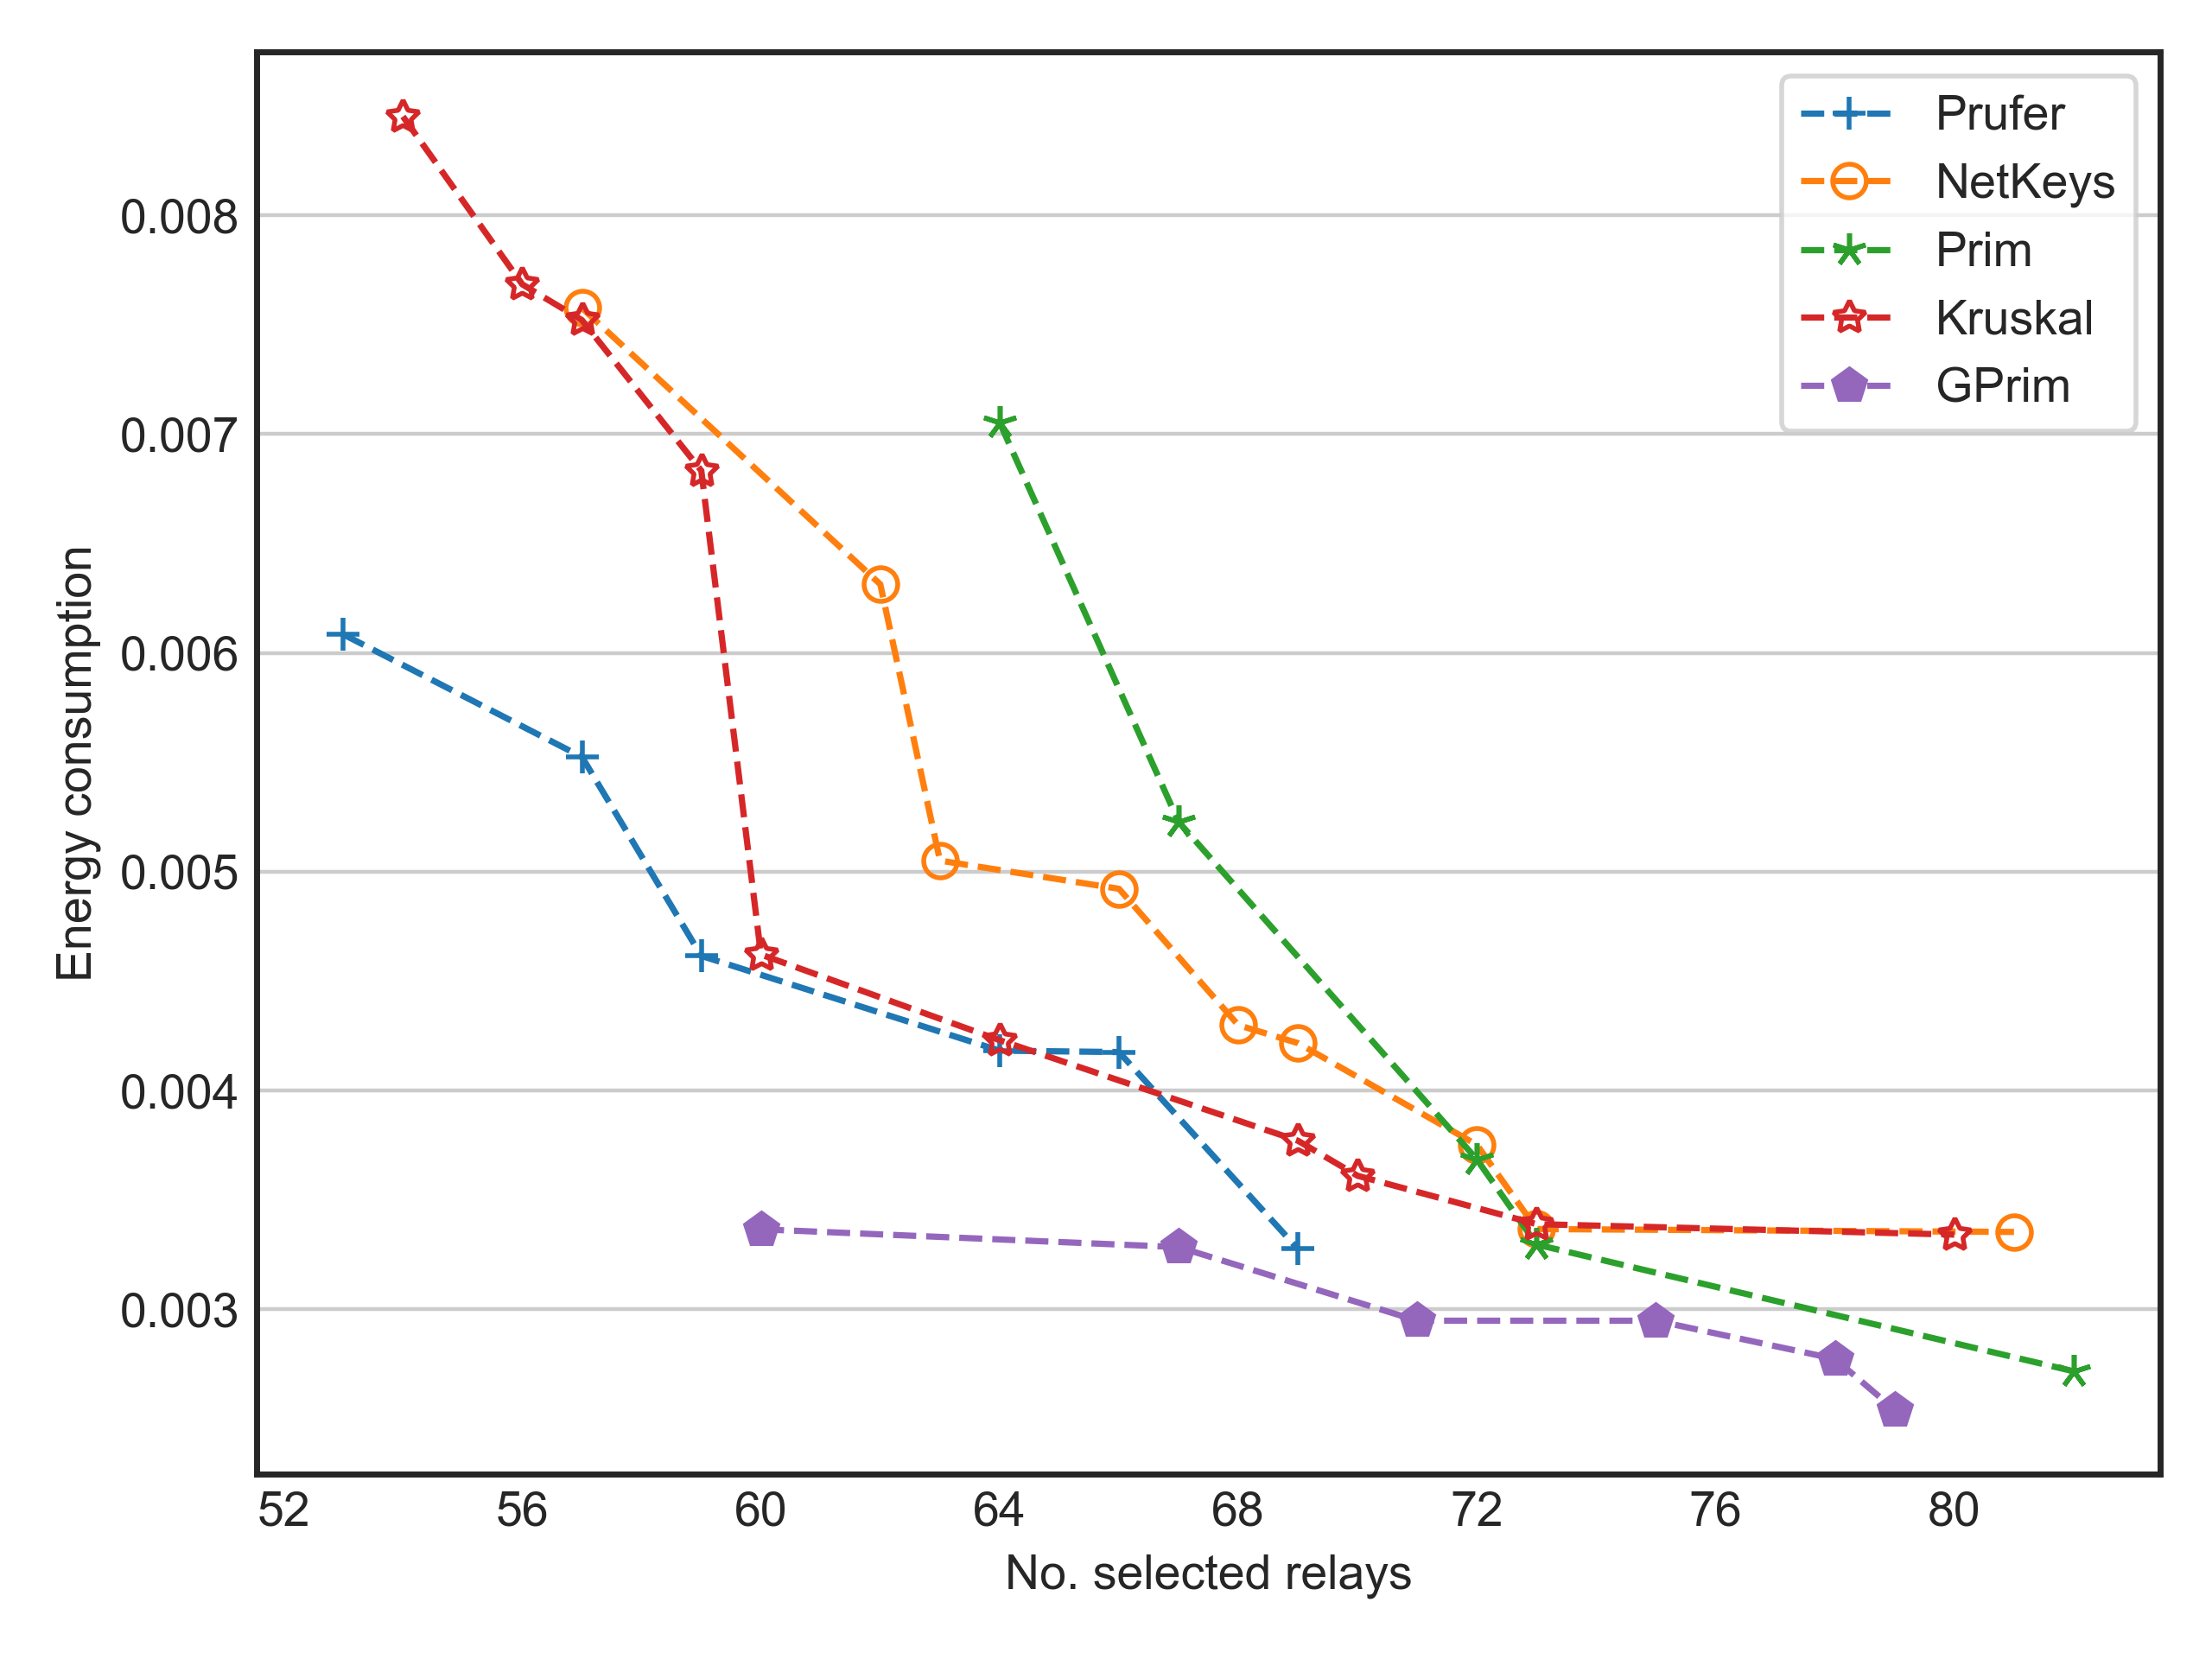 Prufer
NetKeys
Prim
Kruskal
GPrim
0.008
0.007
0.006
0.005
0.004
0.003
Energy consumption
52 56 60 64 68 72 76 80
No. selected relays